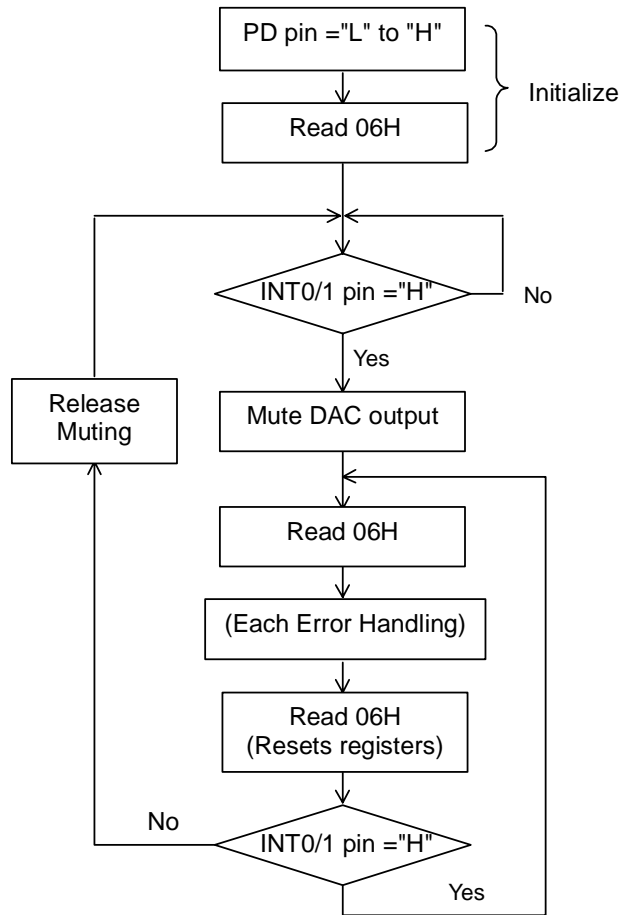 PD pin ="L" to "H"
Initialize
Read 06H
INT0/1 pin ="H"
No
Yes
Release
Muting
Mute DAC output
Read 06H
(Each Error Handling)
Read 06H
(Resets registers)
No
INT0/1 pin ="H"
Yes